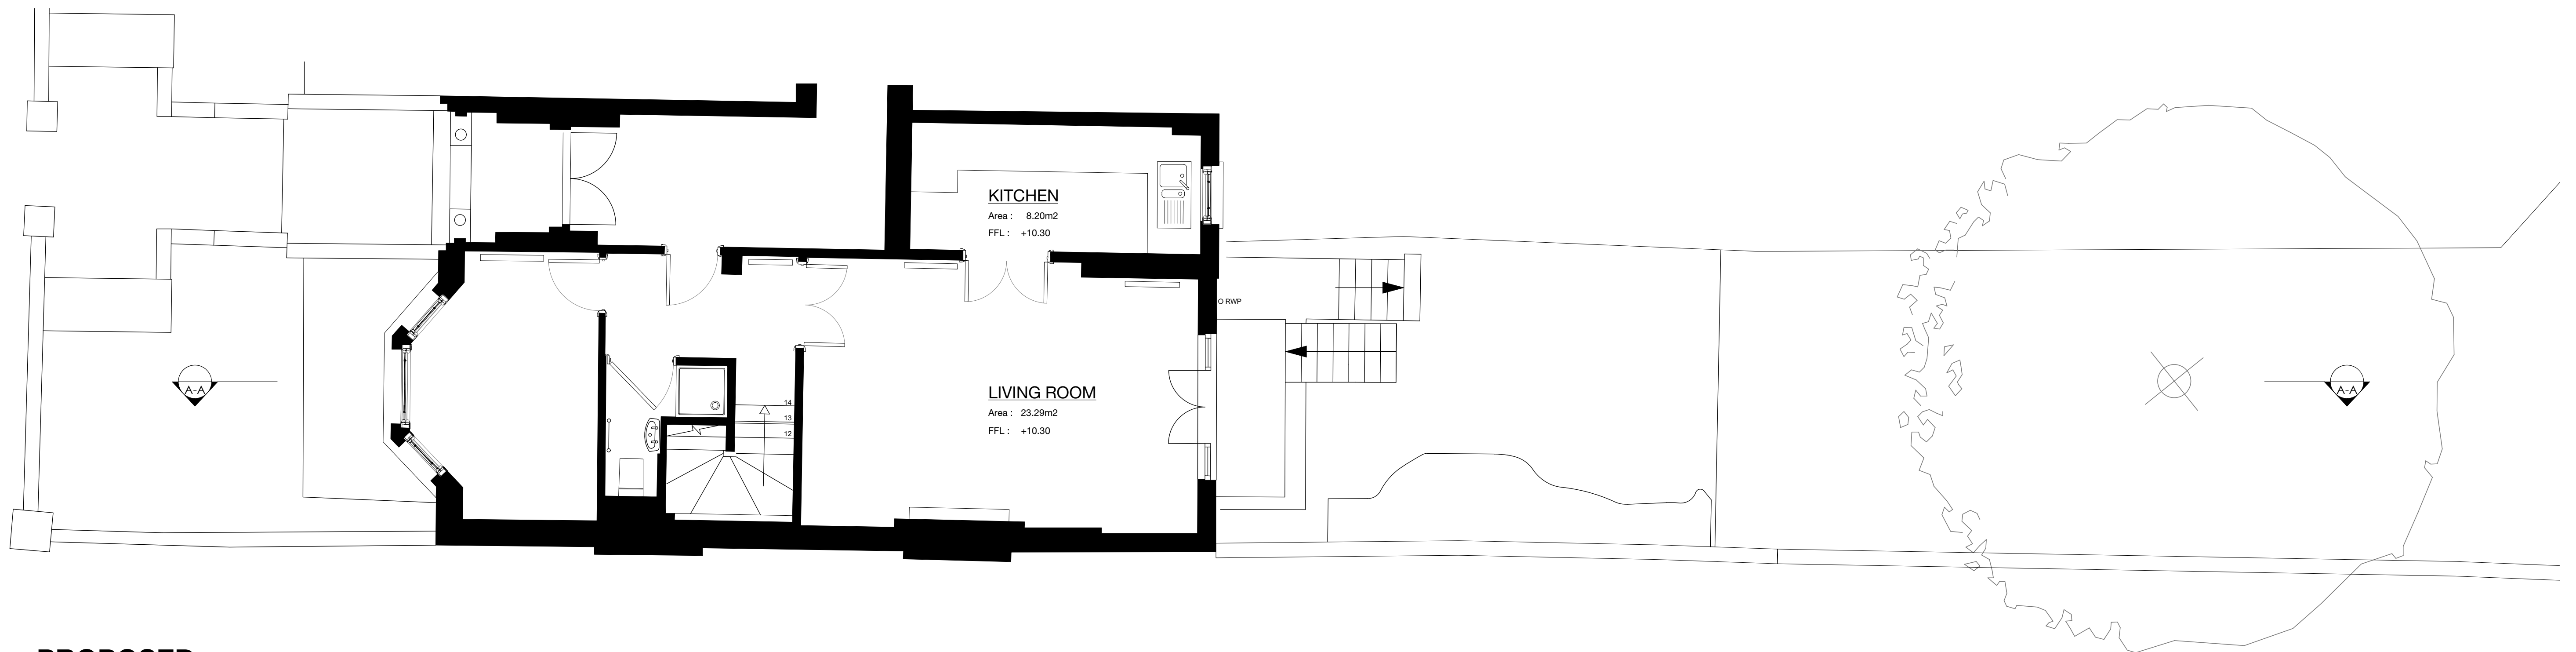 KITCHEN
Area : 8.20m2
FFL : +10.30
O RWP
A-A
A-A
LIVING ROOM
Area : 23.29m2
FFL : +10.30
14
13
12
PROPOSED